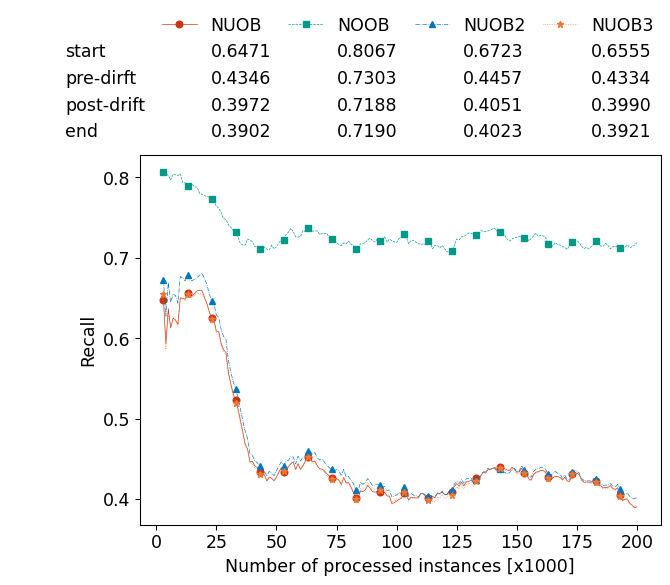 NUOB NOOB NUOB2 NUOB3
start 0.6471 0.8067 0.6723 0.6555
pre-dirft 0.4346 0.7303 0.4457 0.4334
post-drift 0.3972 0.7188 0.4051 0.3990
end 0.3902 0.7190 0.4023 0.3921
0.8
0.7
0.6
0.5
0.4
Recall
0 25 50 75 100 125 150 175 200
Number of processed instances [x1000]